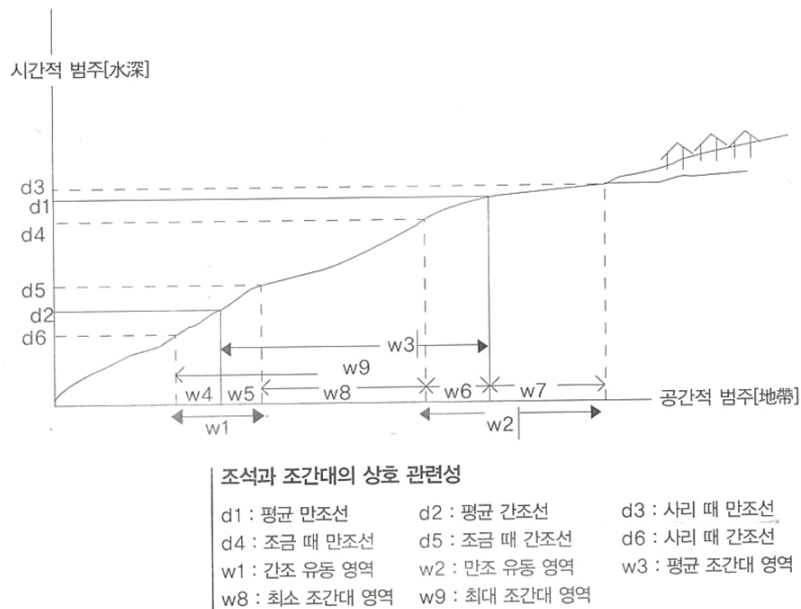 시간적 범주[水深]
d3
d1
d4
d5
d2
d6
w3
w9
w4 w5 w8 w6 w7
공간적 범주[地帶]
w1 w2
조석과 조간대의 상호 관련성
d1 : 평균 만조선 d2 : 평균 간조선 d3 : 사리 때 만조선
d4 : 조금 때 만조선 d5 : 조금 때 간조선 d6 : 사리 때 간조선
w1 : 간조 유동 영역 w2 : 만조 유동 영역 w3 : 평균 조간대 영역
w8 : 최소 조간대 영역 w9 : 최대 조간대 영역